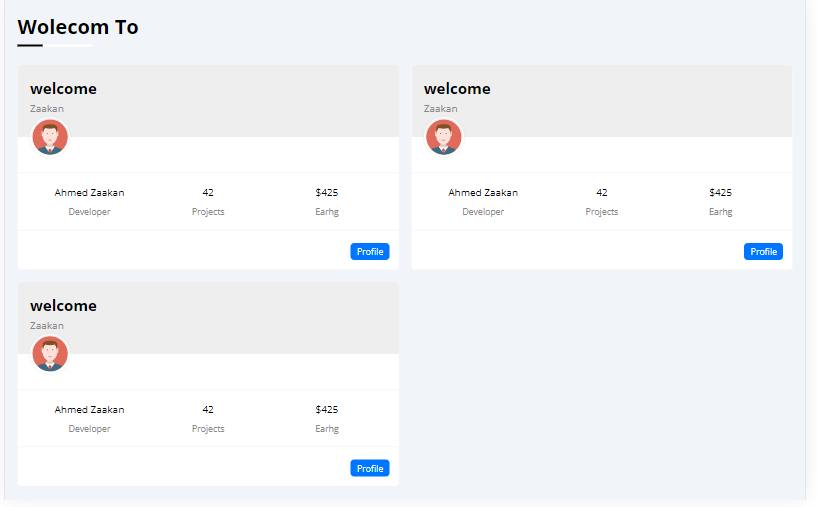 Wolecom To
welcome
Zaakan
Ahmed Zaakan 42 $425
Developer Projects Earhg
Profile
welcome
Zaakan
Ahmed Zaakan 42 $425
Developer Projects Earhg
Profile
welcome
Zaakan
Ahmed Zaakan 42 $425
Developer Projects Earhg
Profile